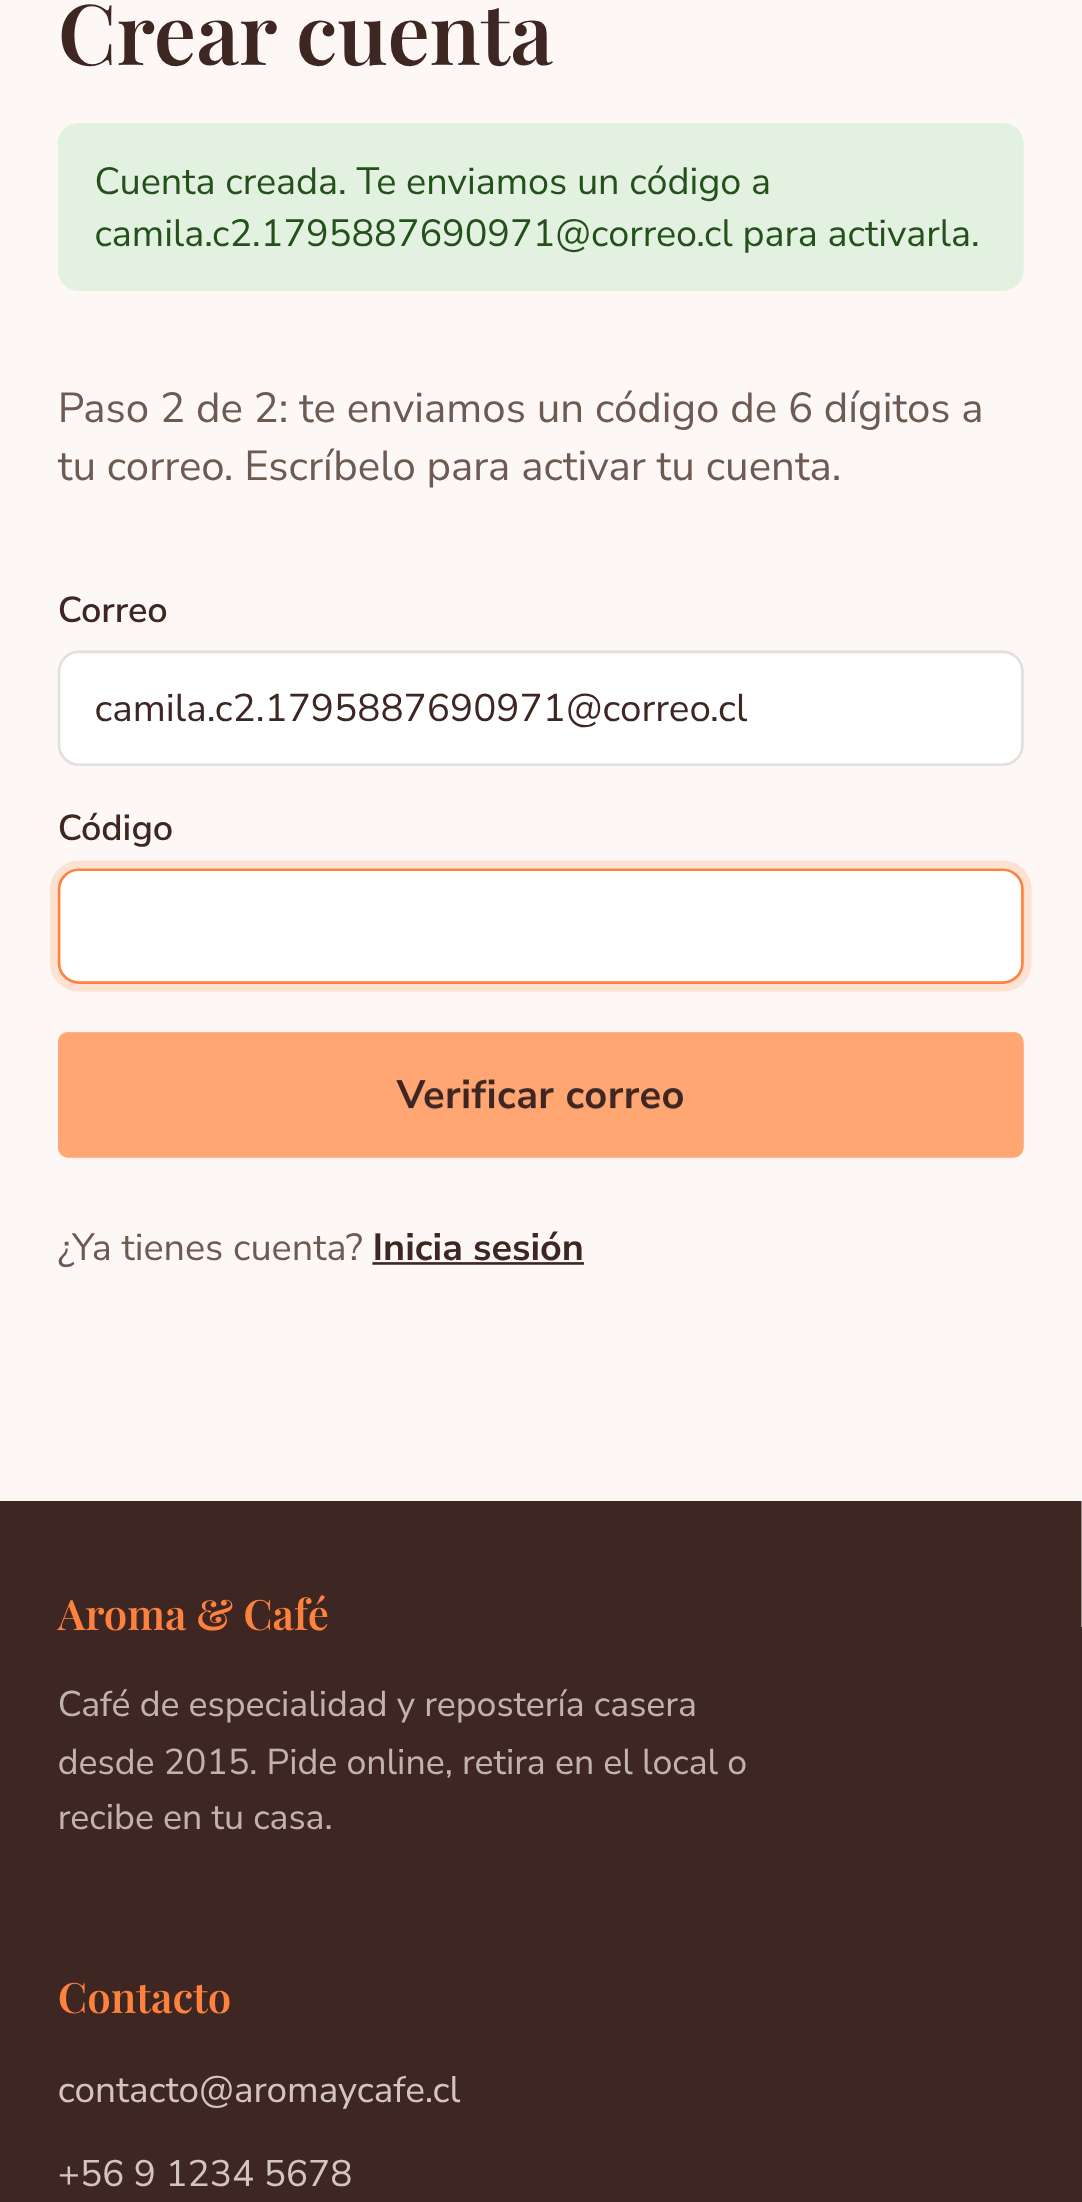 Crear cuenta
Cuenta creada. Te enviamos un código a
camila.c2.1795887690971@correo.cl para activarla.
Paso 2 de 2: te enviamos un código de 6 dígitos a
tu correo. Escríbelo para activar tu cuenta.
Correo
camila.c2.1795887690971@correo.cl
Código
Verificar correo
¿Ya tienes cuenta? Inicia sesión
Aroma & Café
Café de especialidad y repostería casera
desde 2015. Pide online, retira en el local o
recibe en tu casa.
Contacto
contacto@aromaycafe.cl
+56 9 1234 5678